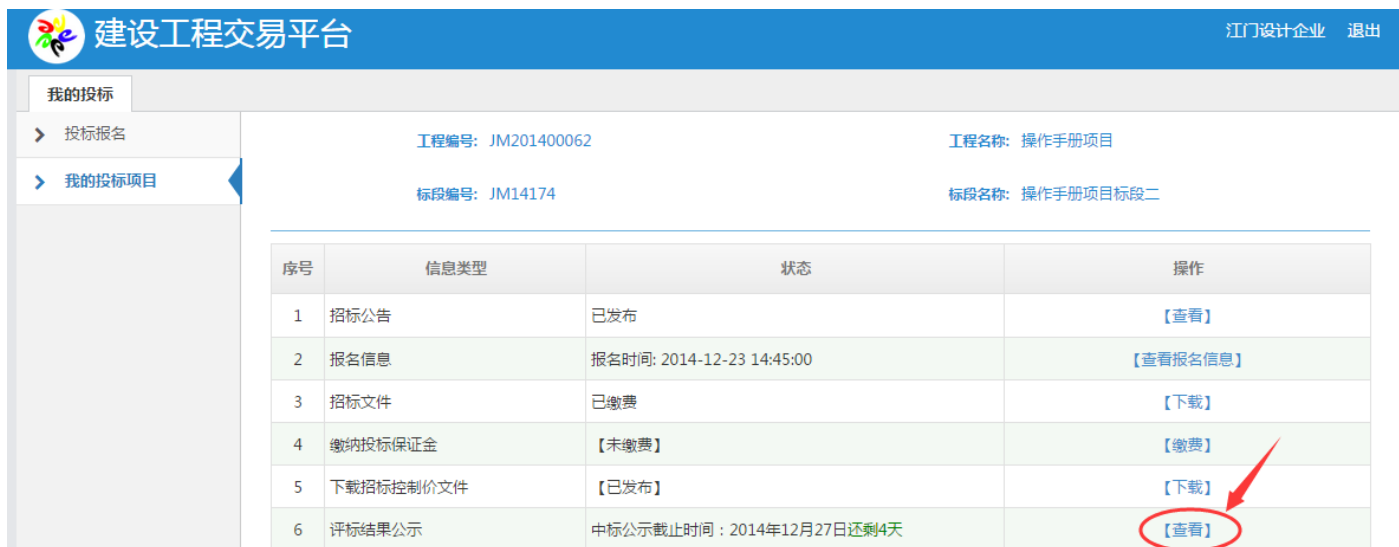 建设工程交易平台 江门设计企业 退出
我的投标
投标报名
我的投标项目
工程编号: JM201400062 工程名称: 操作手册项目
标段编号: JM14174 标段名称: 操作手册项目标段二
序号 信息类型 状态 操作
1 招标公告 已发布 【查看】
2 报名信息 报名时间: 2014-12-23 14:45:00 【查看报名信息】
3 招标文件 已缴费 【下载】
4 缴纳投标保证金 【未缴费】 【缴费】
5 下载招标控制价文件 【已发布】 【下载】
6 评标结果公示 中标公示截止时间：2014年12月27日还剩4天 【查看】